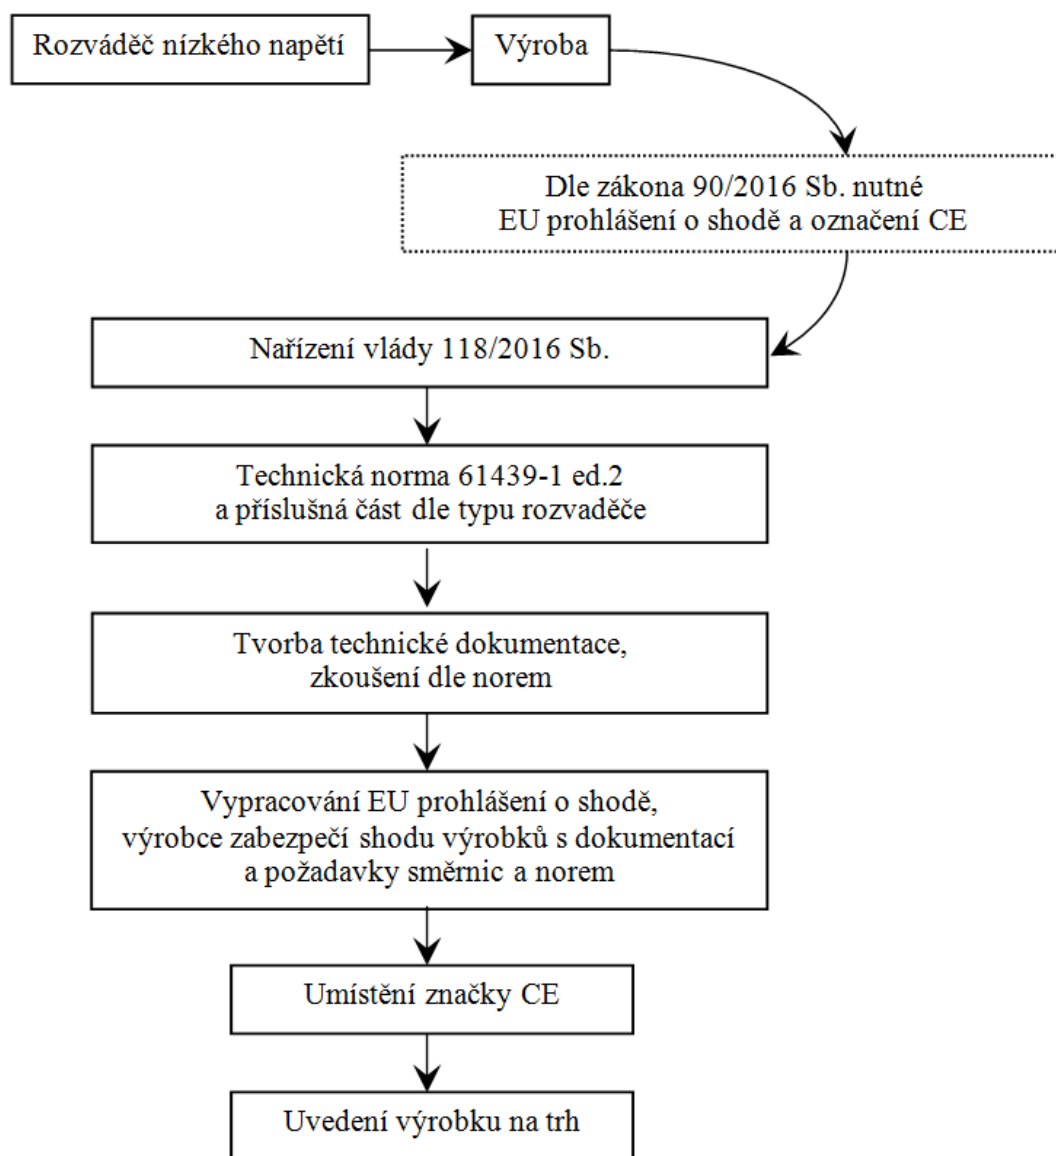 Rozváděč nízkého napětí
Výroba
Dle zákona 90/2016 Sb. nutné
EU prohlášení o shodě a označení CE
Nařízení vlády 118/2016 Sb.
Technická norma 61439-1 ed.2
a příslušná část dle typu rozvaděče
Tvorba technické dokumentace,
zkoušení dle norem
Vypracování EU prohlášení o shodě,
výrobce zabezpečí shodu výrobků s dokumentací
a požadavky směrnic a norem
Umístění značky CE
Uvedení výrobku na trh